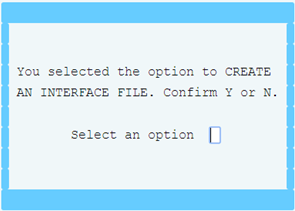 You selected the option to CREATE
AN INTERFACE FILE. Confirm Y or N.
Select an option